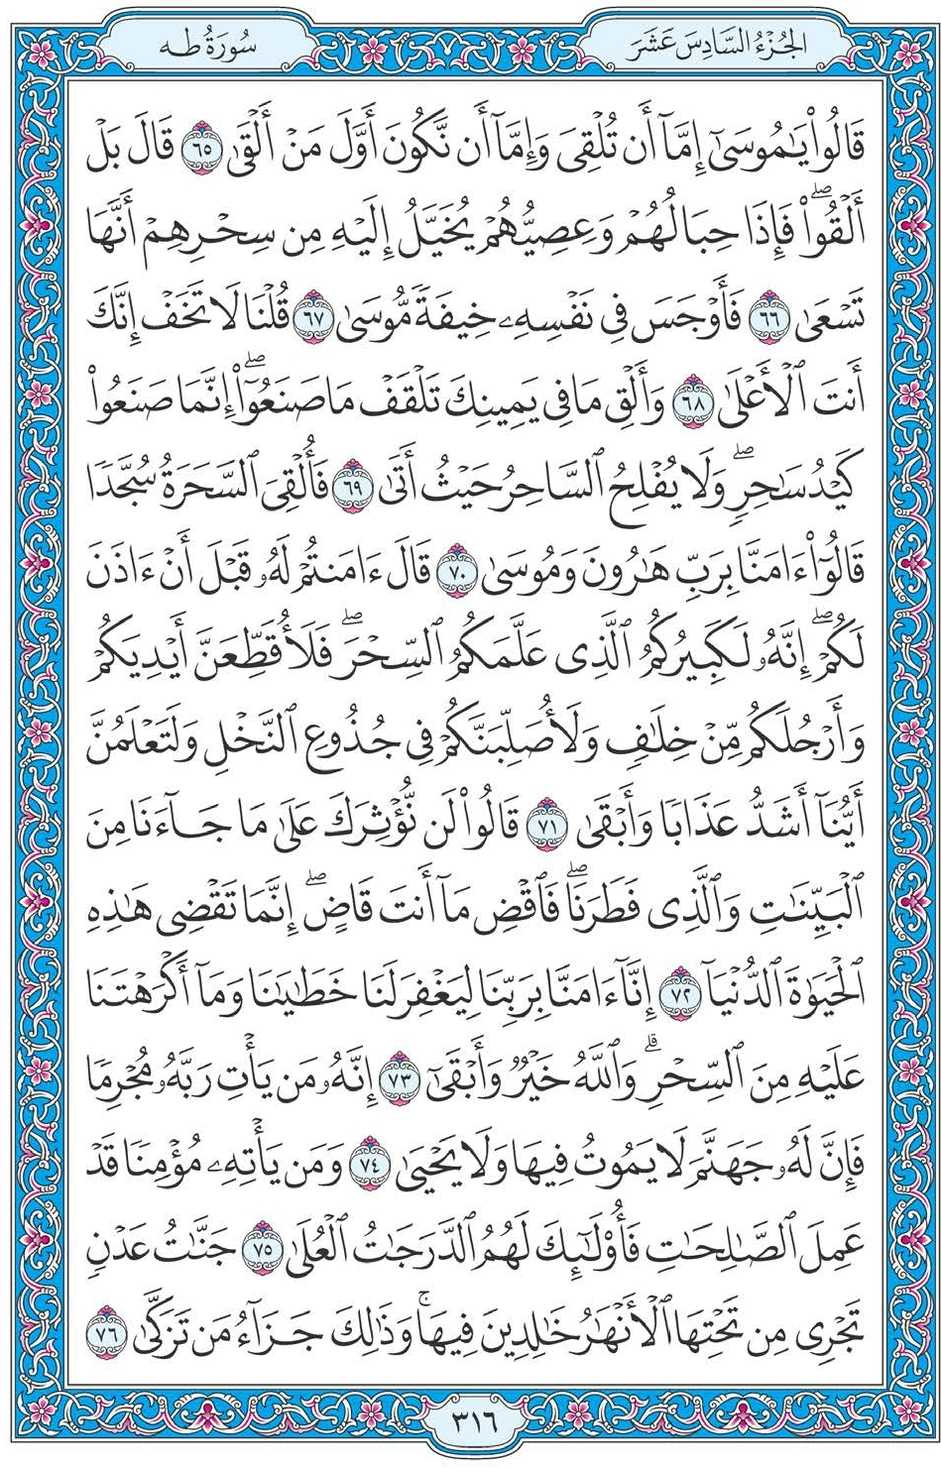 الجُزْءُ السَّادِسَ عَشَرَ
سُورَةُ طه
قَالُواْ يَٰمُوسَىٰٓ إِمَّآ أَن تُلْقِيَ وَإِمَّآ أَن نَّكُونَ أَوَّلَ مَنْ أَلْقَىٰ ٦٥ قَالَ بَلْ
أَلْقُواْۖ فَإِذَا حِبَالُهُمْ وَعِصِيُّهُمْ يُخَيَّلُ إِلَيْهِ مِن سِحْرِهِمْ أَنَّهَا
تَسْعَىٰ ٦٦ فَأَوْجَسَ فِي نَفْسِهِۦ خِيفَةً مُّوسَىٰ ٦٧ قُلْنَا لَا تَخَفْ إِنَّكَ
أَنتَ ٱلْأَعْلَىٰ ٦٨ وَأَلْقِ مَا فِي يَمِينِكَ تَلْقَفْ مَا صَنَعُوٓاْۖ إِنَّمَا صَنَعُواْ
كَيْدُ سَٰحِرٍۖ وَلَا يُفْلِحُ ٱلسَّاحِرُ حَيْثُ أَتَىٰ ٦٩ فَأُلْقِيَ ٱلسَّحَرَةُ سُجَّدًا
قَالُوٓاْ ءَامَنَّا بِرَبِّ هَٰرُونَ وَمُوسَىٰ ٧٠ قَالَ ءَامَنتُمْ لَهُۥ قَبْلَ أَنْ ءَاذَنَ
لَكُمْۖ إِنَّهُۥ لَكَبِيرُكُمُ ٱلَّذِي عَلَّمَكُمُ ٱلسِّحْرَۖ فَلَأُقَطِّعَنَّ أَيْدِيَكُمْ
وَأَرْجُلَكُم مِّنْ خِلَٰفٍ وَلَأُصَلِّبَنَّكُمْ فِي جُذُوعِ ٱلنَّخْلِ وَلَتَعْلَمُنَّ
أَيُّنَآ أَشَدُّ عَذَابًا وَأَبْقَىٰ ٧١ قَالُواْ لَن نُّؤْثِرَكَ عَلَىٰ مَا جَآءَنَا مِنَ
ٱلْبَيِّنَٰتِ وَٱلَّذِي فَطَرَنَاۖ فَٱقْضِ مَآ أَنتَ قَاضٍۖ إِنَّمَا تَقْضِي هَٰذِهِ
ٱلْحَيَوٰةَ ٱلدُّنْيَآ ٧٢ إِنَّآ ءَامَنَّا بِرَبِّنَا لِيَغْفِرَ لَنَا خَطَٰيَٰنَا وَمَآ أَكْرَهْتَنَا
عَلَيْهِ مِنَ ٱلسِّحْرِۗ وَٱللَّهُ خَيْرٌ وَأَبْقَىٰٓ ٧٣ إِنَّهُۥ مَن يَأْتِ رَبَّهُۥ مُجْرِمًا
فَإِنَّ لَهُۥ جَهَنَّمَ لَا يَمُوتُ فِيهَا وَلَا يَحْيَىٰ ٧٤ وَمَن يَأْتِهِۦ مُؤْمِنًا قَدْ
عَمِلَ ٱلصَّٰلِحَٰتِ فَأُوْلَٰٓئِكَ لَهُمُ ٱلدَّرَجَٰتُ ٱلْعُلَىٰ ٧٥ جَنَّٰتُ عَدْنٍ
تَجْرِي مِن تَحْتِهَا ٱلْأَنْهَٰرُ خَٰلِدِينَ فِيهَاۚ وَذَٰلِكَ جَزَآءُ مَن تَزَكَّىٰ ٧٦
٣١٦